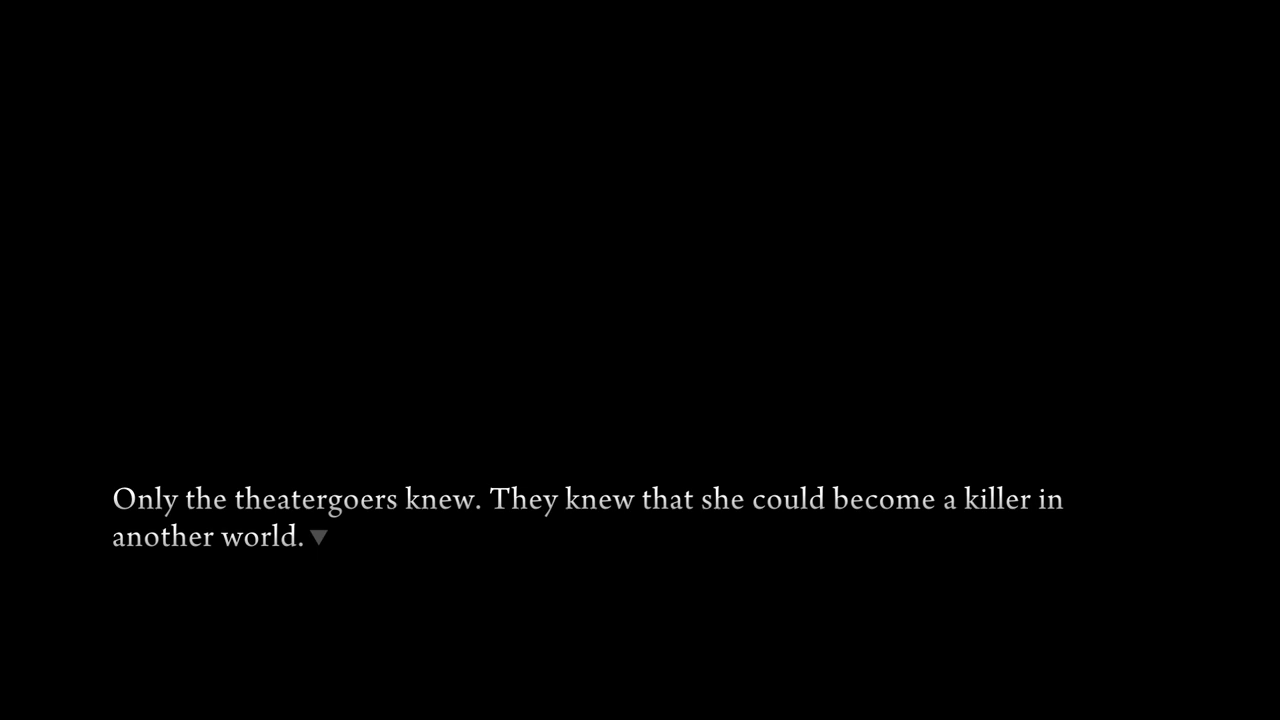 Only the theatergoers knew. They knew that she could become a killer in
another world.